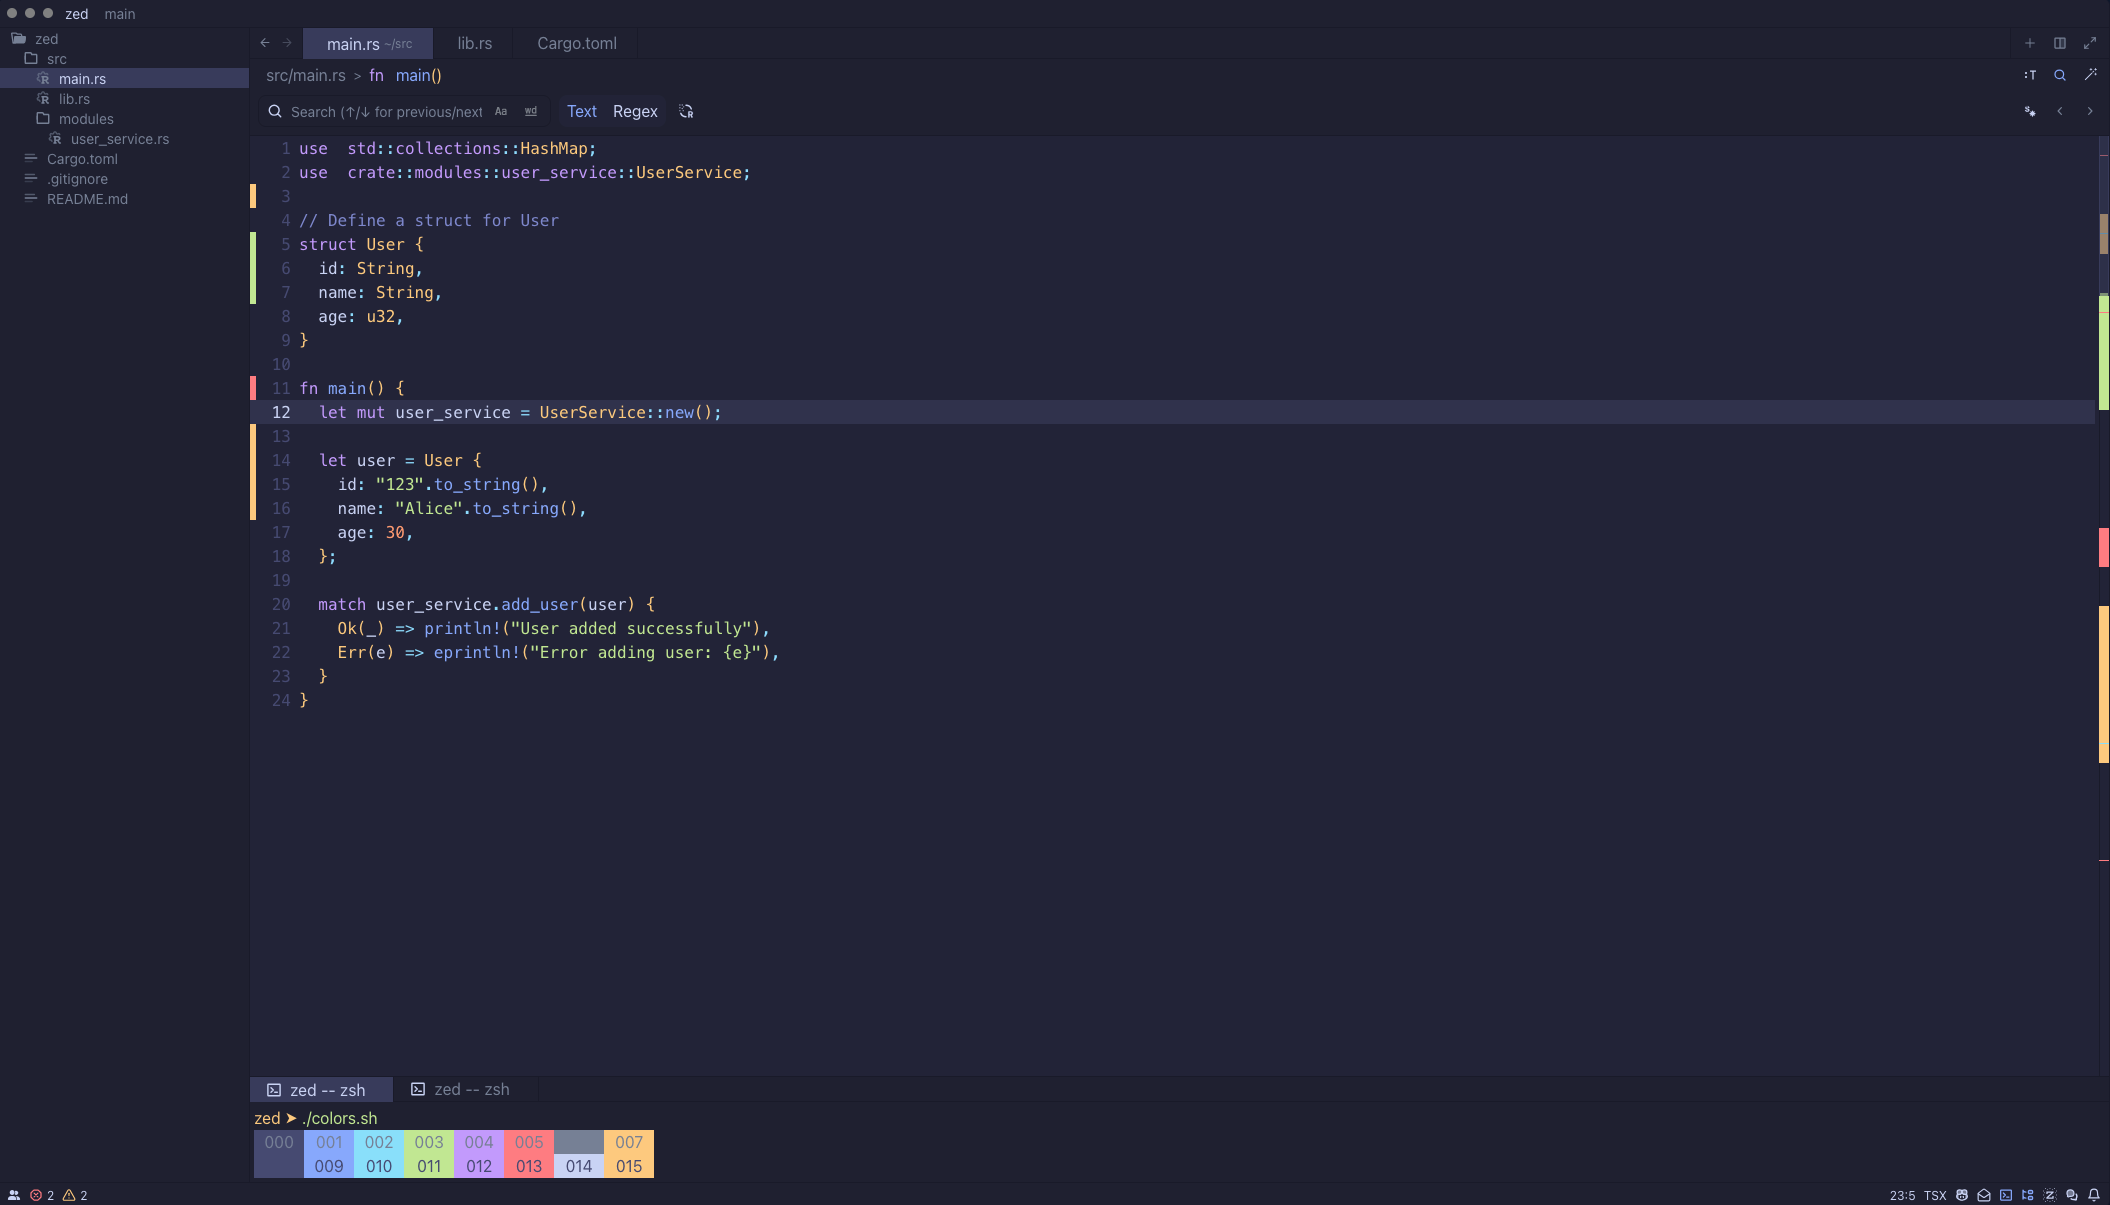 zed main
zed
src
main.rs
lib.rs
modules
user_service.rs
Cargo.toml
.gitignore
README.md
main.rs ~/src lib.rs Cargo.toml
src/main.rs > fn main()
Search (↑/↓ for previous/next Aa wd Text Regex
1 use  std::collections::HashMap;
2 use  crate::modules::user_service::UserService;
3
4 // Define a struct for User
5 struct User {
6   id: String,
7   name: String,
8   age: u32,
9 }
10
11 fn main() {
12   let mut user_service = UserService::new();
13
14   let user = User {
15     id: "123".to_string(),
16     name: "Alice".to_string(),
17     age: 30,
18   };
19
20   match user_service.add_user(user) {
21     Ok(_) => println!("User added successfully"),
22     Err(e) => eprintln!("Error adding user: {e}"),
23   }
24 }
zed -- zsh zed -- zsh
zed ➤ ./colors.sh
000 001 002 003 004 005 007
009 010 011 012 013 014 015
2 2 23:5 TSX